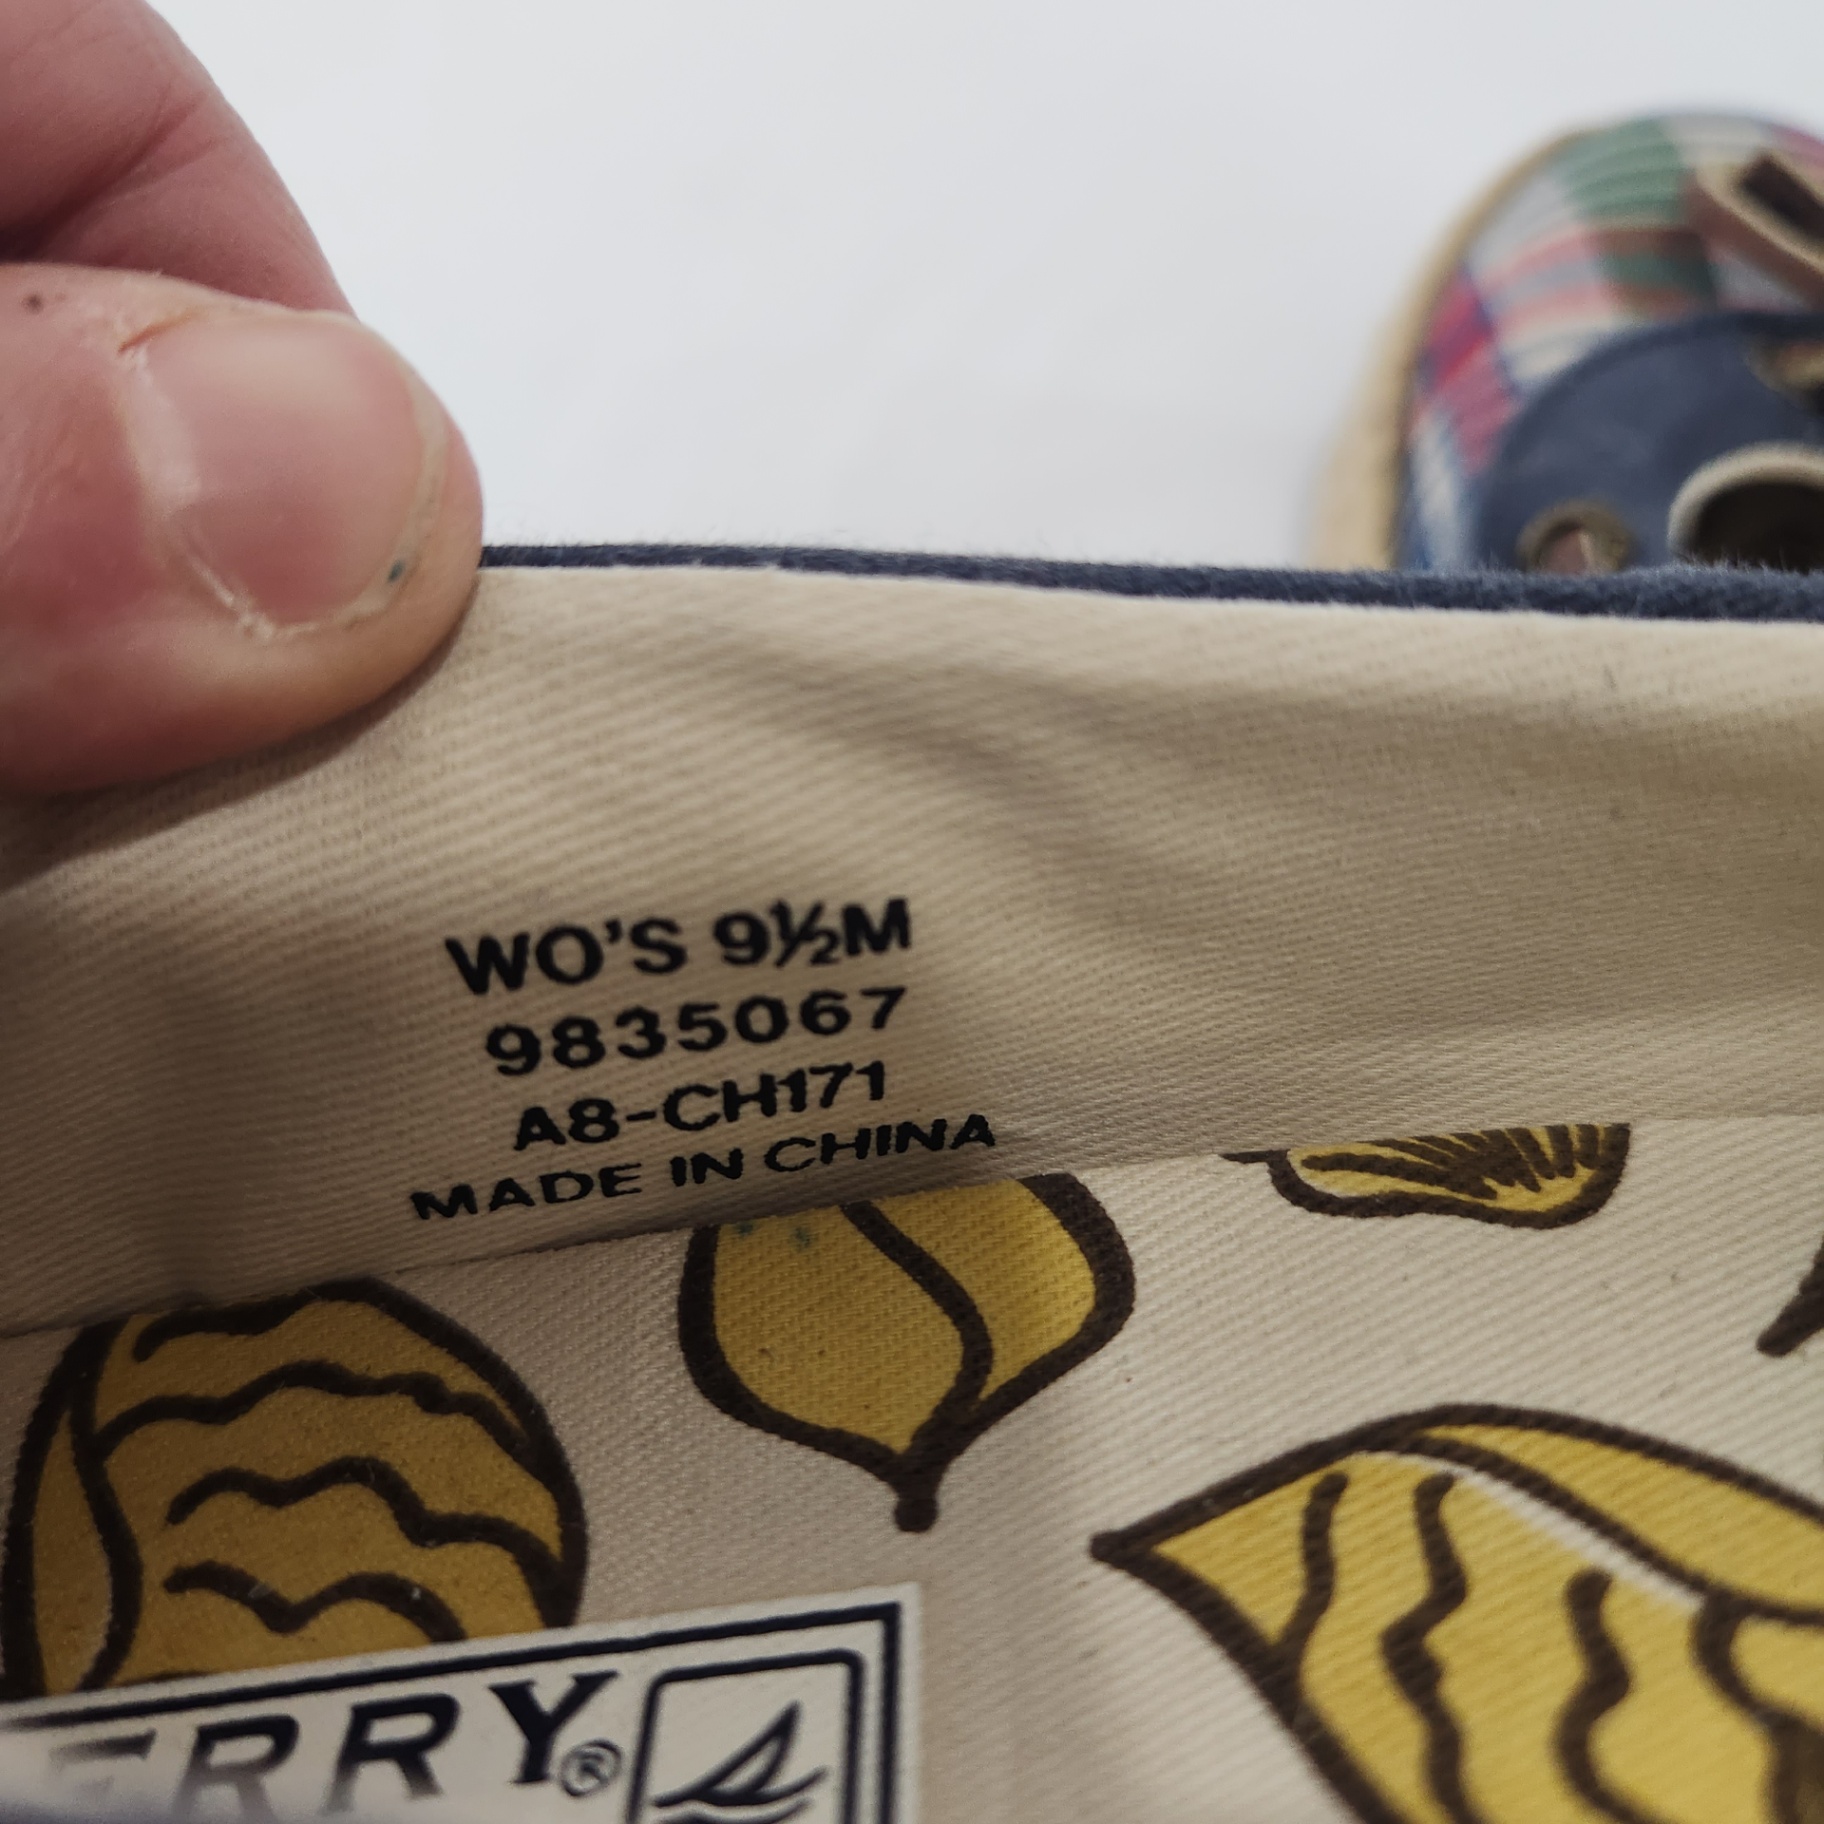 WO'S 9½M
9835067
A8-CH171
MADE IN CHINA
ERRY®